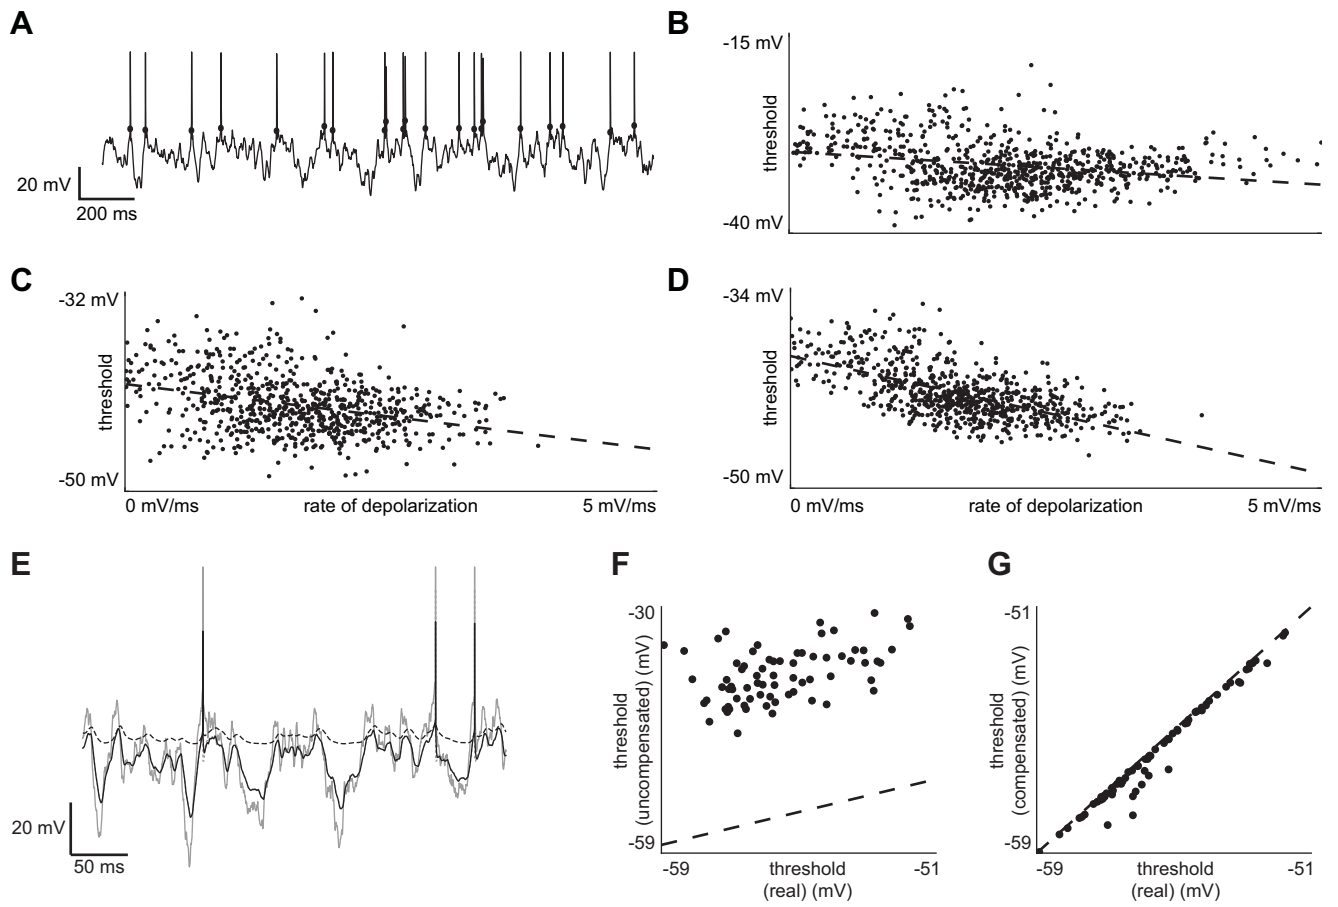 A
20 mV
200 ms
B
-15 mV
threshold
-40 mV
C
-32 mV
threshold
-50 mV
0 mV/ms rate of depolarization 5 mV/ms
D
-34 mV
threshold
-50 mV
0 mV/ms rate of depolarization 5 mV/ms
E
20 mV
50 ms
F
-30
threshold
(uncompensated) (mV)
-59
-59 threshold -51
(real) (mV)
G
-51
threshold
(compensated) (mV)
-59
-59 threshold -51
(real) (mV)